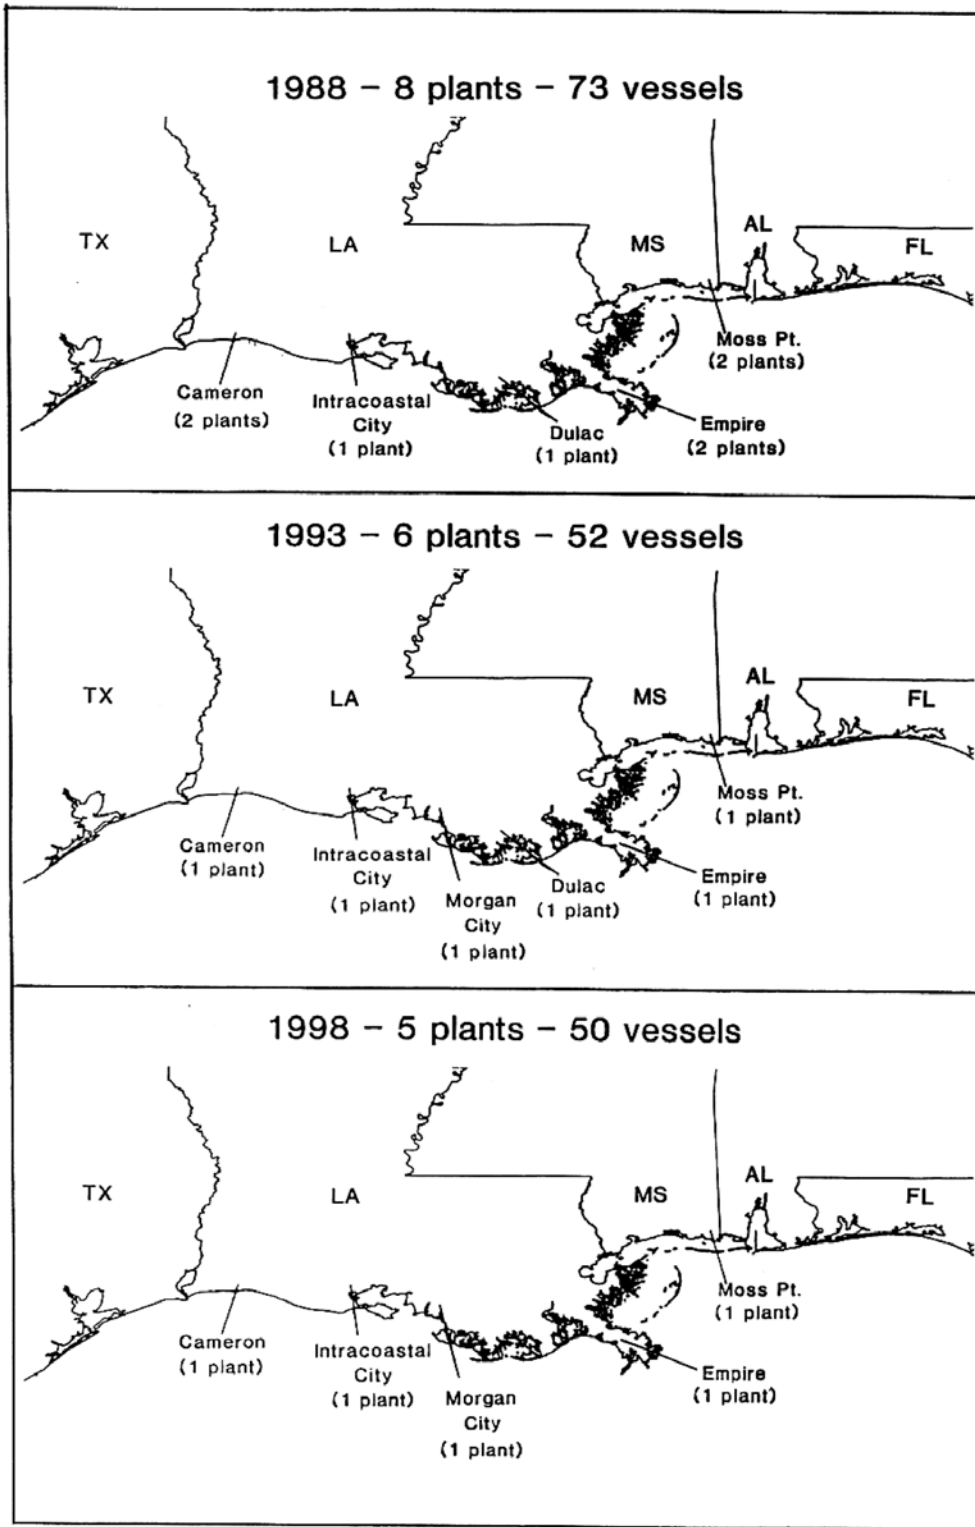 1988 – 8 plants – 73 vessels
TX
LA
MS
AL
FL
Cameron
(2 plants)
Intracoastal
City
(1 plant)
Dulac
(1 plant)
Empire
(2 plants)
Moss Pt.
(2 plants)
1993 – 6 plants – 52 vessels
TX
LA
MS
AL
FL
Cameron
(1 plant)
Intracoastal
City
(1 plant)
Morgan
City
(1 plant)
Dulac
(1 plant)
Empire
(1 plant)
Moss Pt.
(1 plant)
1998 – 5 plants – 50 vessels
TX
LA
MS
AL
FL
Cameron
(1 plant)
Intracoastal
City
(1 plant)
Morgan
City
(1 plant)
Empire
(1 plant)
Moss Pt.
(1 plant)